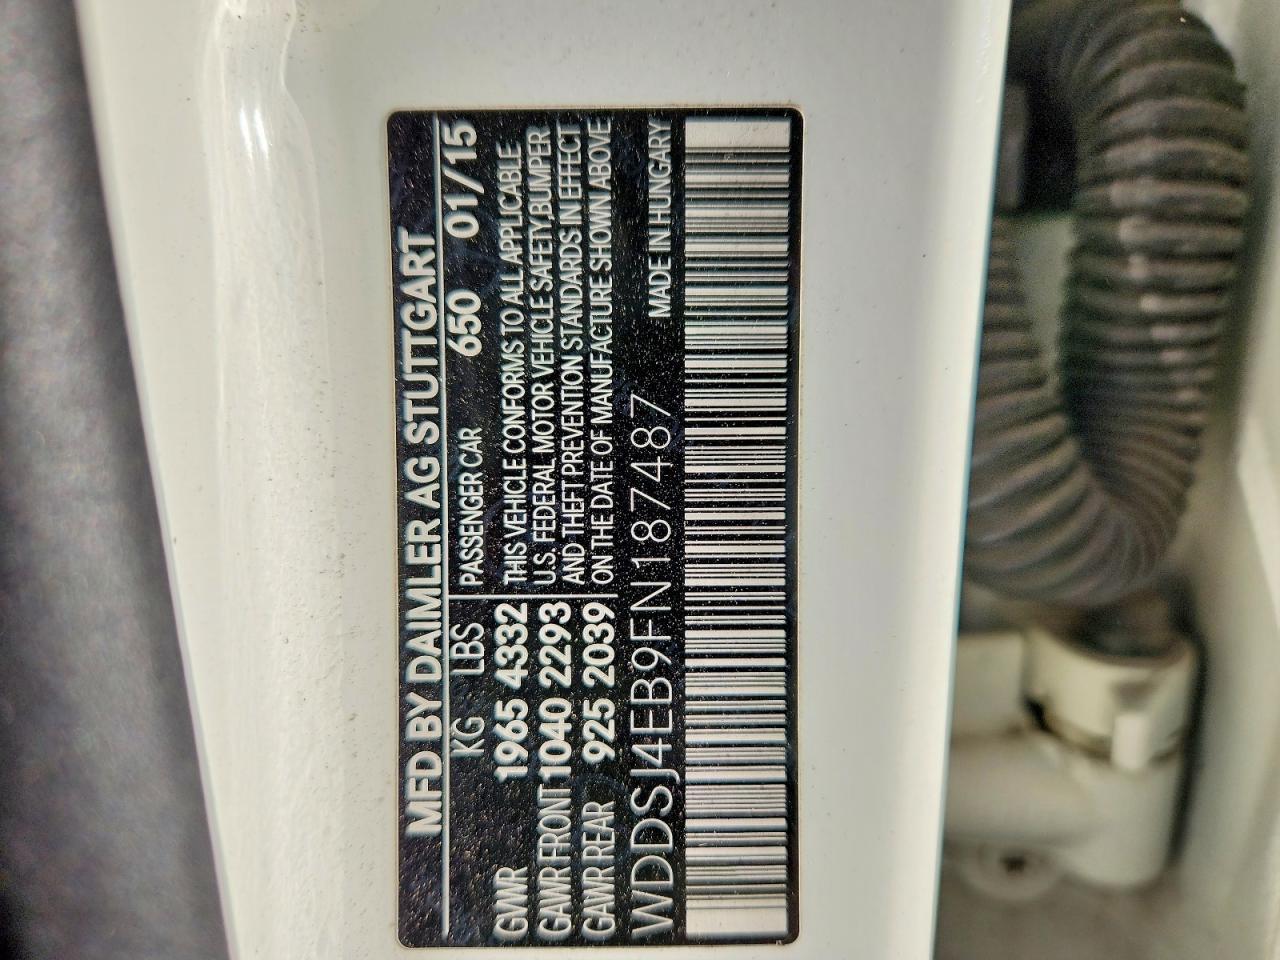 MFD BY DAIMLER AG STUTTGART
KG LBS PASSENGER CAR 650 01/15
GVWR 1965 4332 THIS VEHICLE CONFORMS TO ALL APPLICABLE
GAWR FRONT 1040 2293 U.S. FEDERAL MOTOR VEHICLE SAFETY,BUMPER
GAWR REAR 925 2039 AND THEFT PREVENTION STANDARDS IN EFFECT
ON THE DATE OF MANUFACTURE SHOWN ABOVE
WDDSJ4EB9FN187487 MADE IN HUNGARY